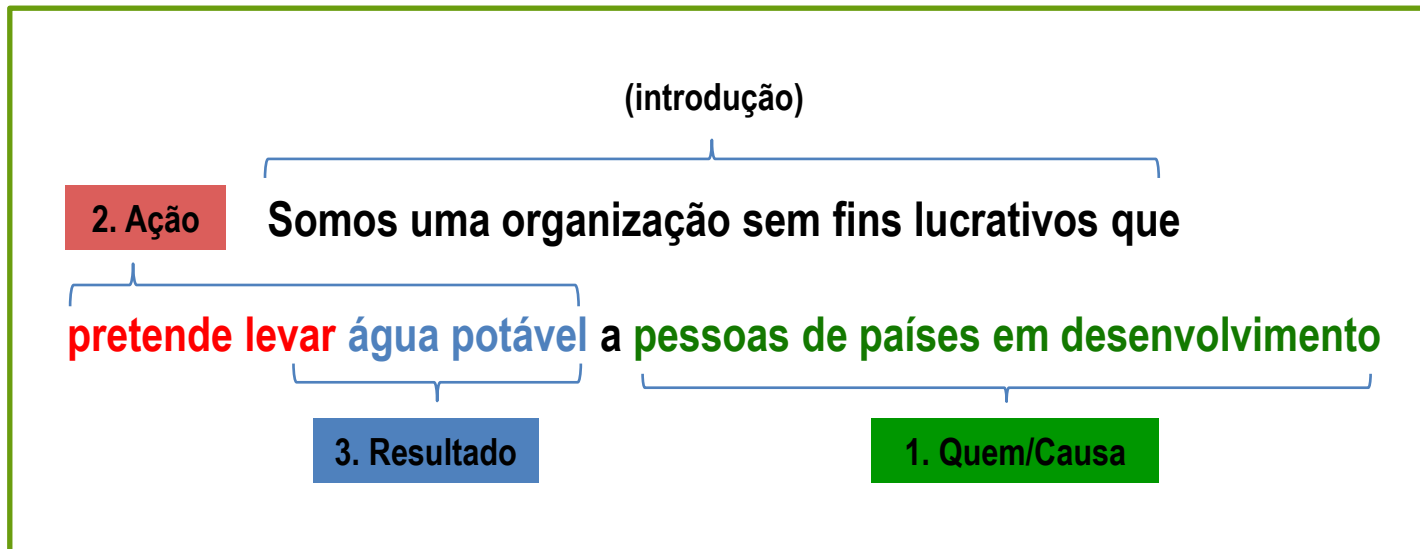 (introdução)
2. Ação
Somos uma organização sem fins lucrativos que
pretende levar água potável a pessoas de países em desenvolvimento
3. Resultado
1. Quem/Causa